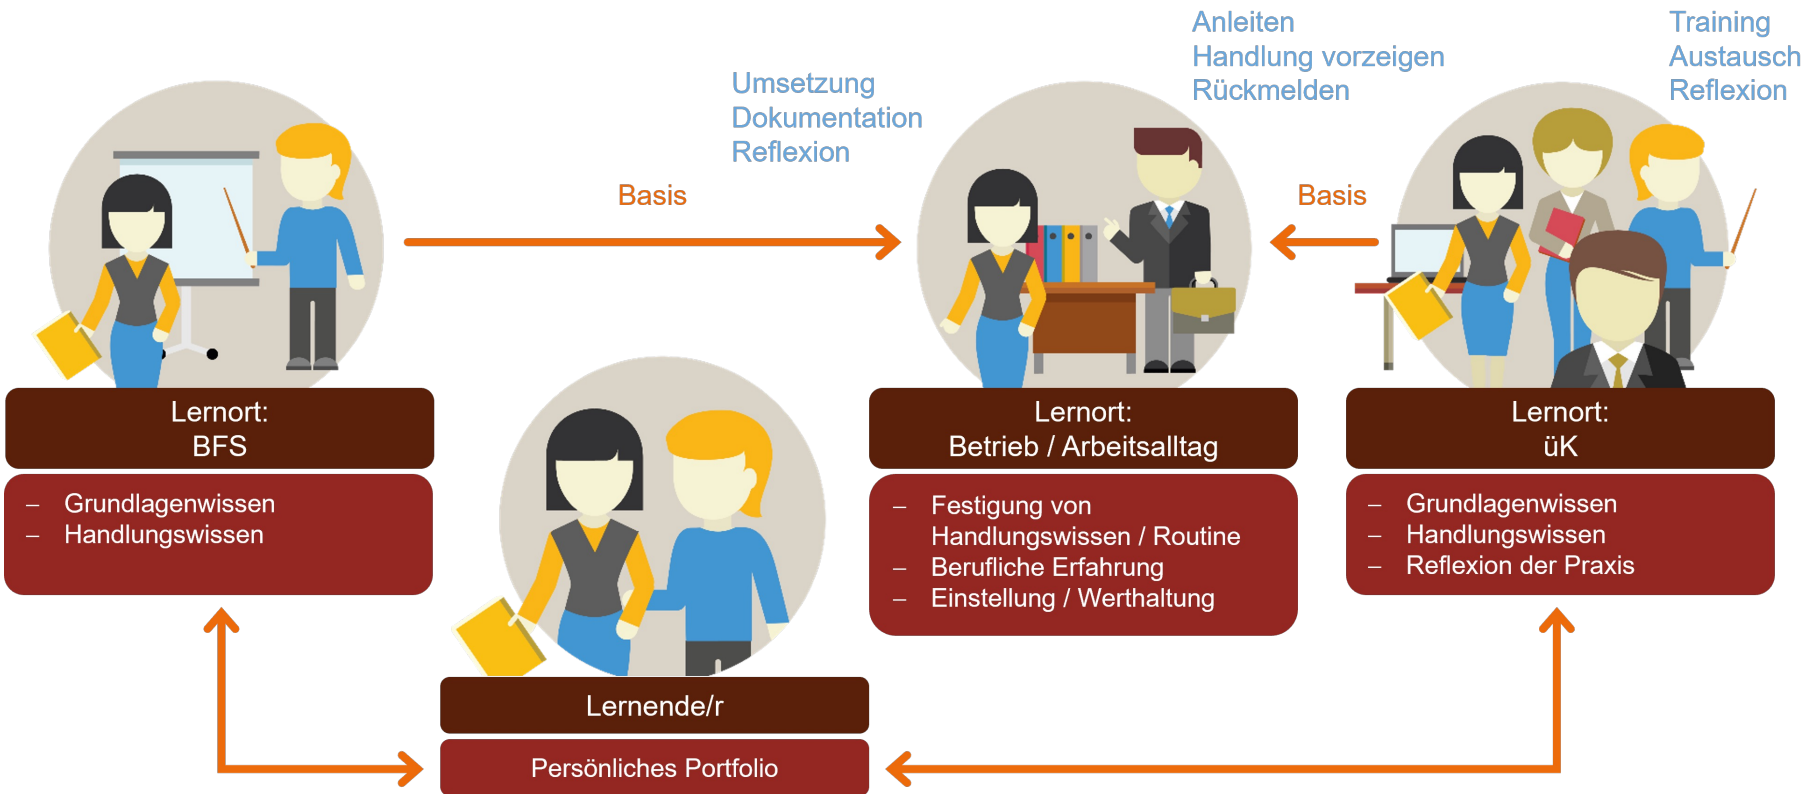 Umsetzung
Dokumentation
Reflexion
Anleiten
Handlung vorzeigen
Rückmelden
Training
Austausch
Reflexion
Basis
Basis
Lernort:
BFS
– Grundlagenwissen
– Handlungswissen
Lernende/r
Persönliches Portfolio
Lernort:
Betrieb / Arbeitsalltag
– Festigung von
Handlungswissen / Routine
– Berufliche Erfahrung
– Einstellung / Werthaltung
Lernort:
üK
– Grundlagenwissen
– Handlungswissen
– Reflexion der Praxis